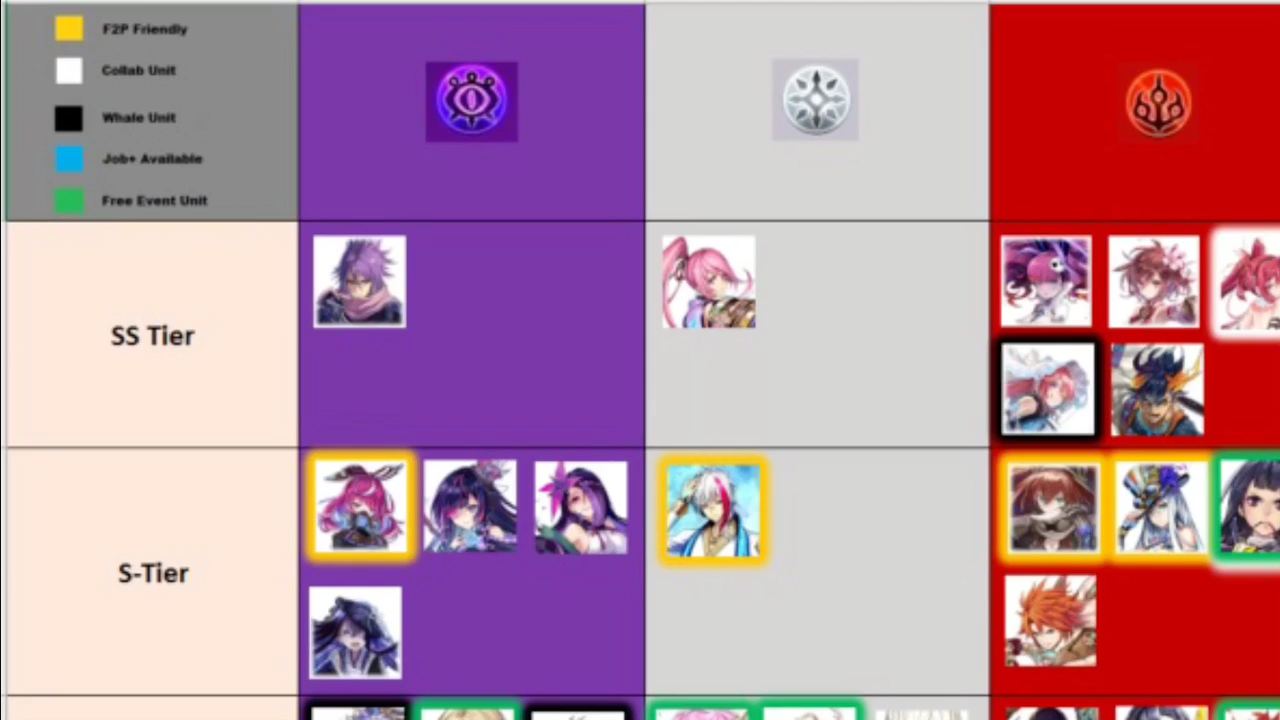 F2P Friendly
Collab Unit
Whale Unit
Job+ Available
Free Event Unit
SS Tier
S-Tier